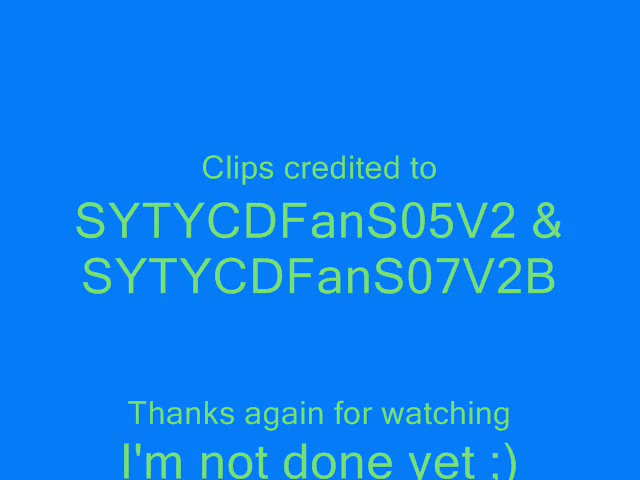 Clips credited to
SYTYCDFanS05V2 &
SYTYCDFanS07V2B
Thanks again for watching
I'm not done yet ;)